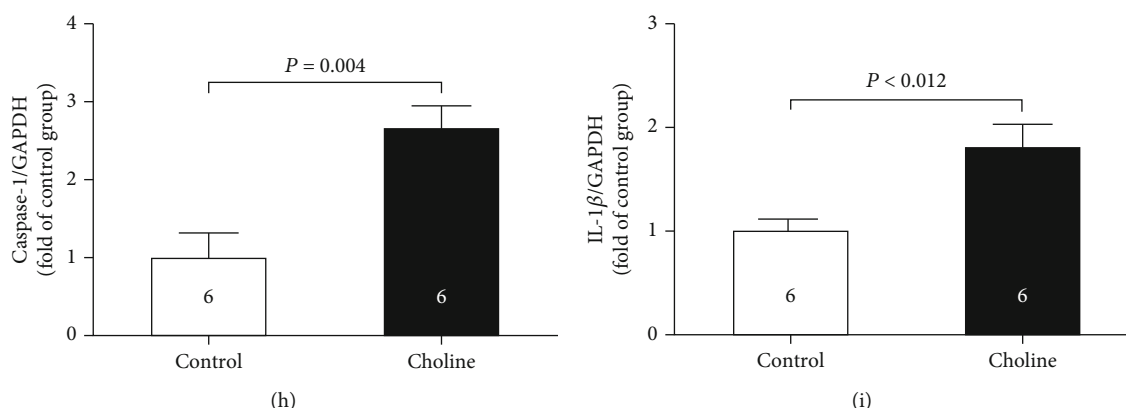 Caspase-1/GAPDH
(fold of control group)
4
3
2
1
0
P = 0.004
6
6
Control
Choline
(h)
IL-1β/GAPDH
(fold of control group)
3
2
1
0
P < 0.012
6
6
Control
Choline
(i)